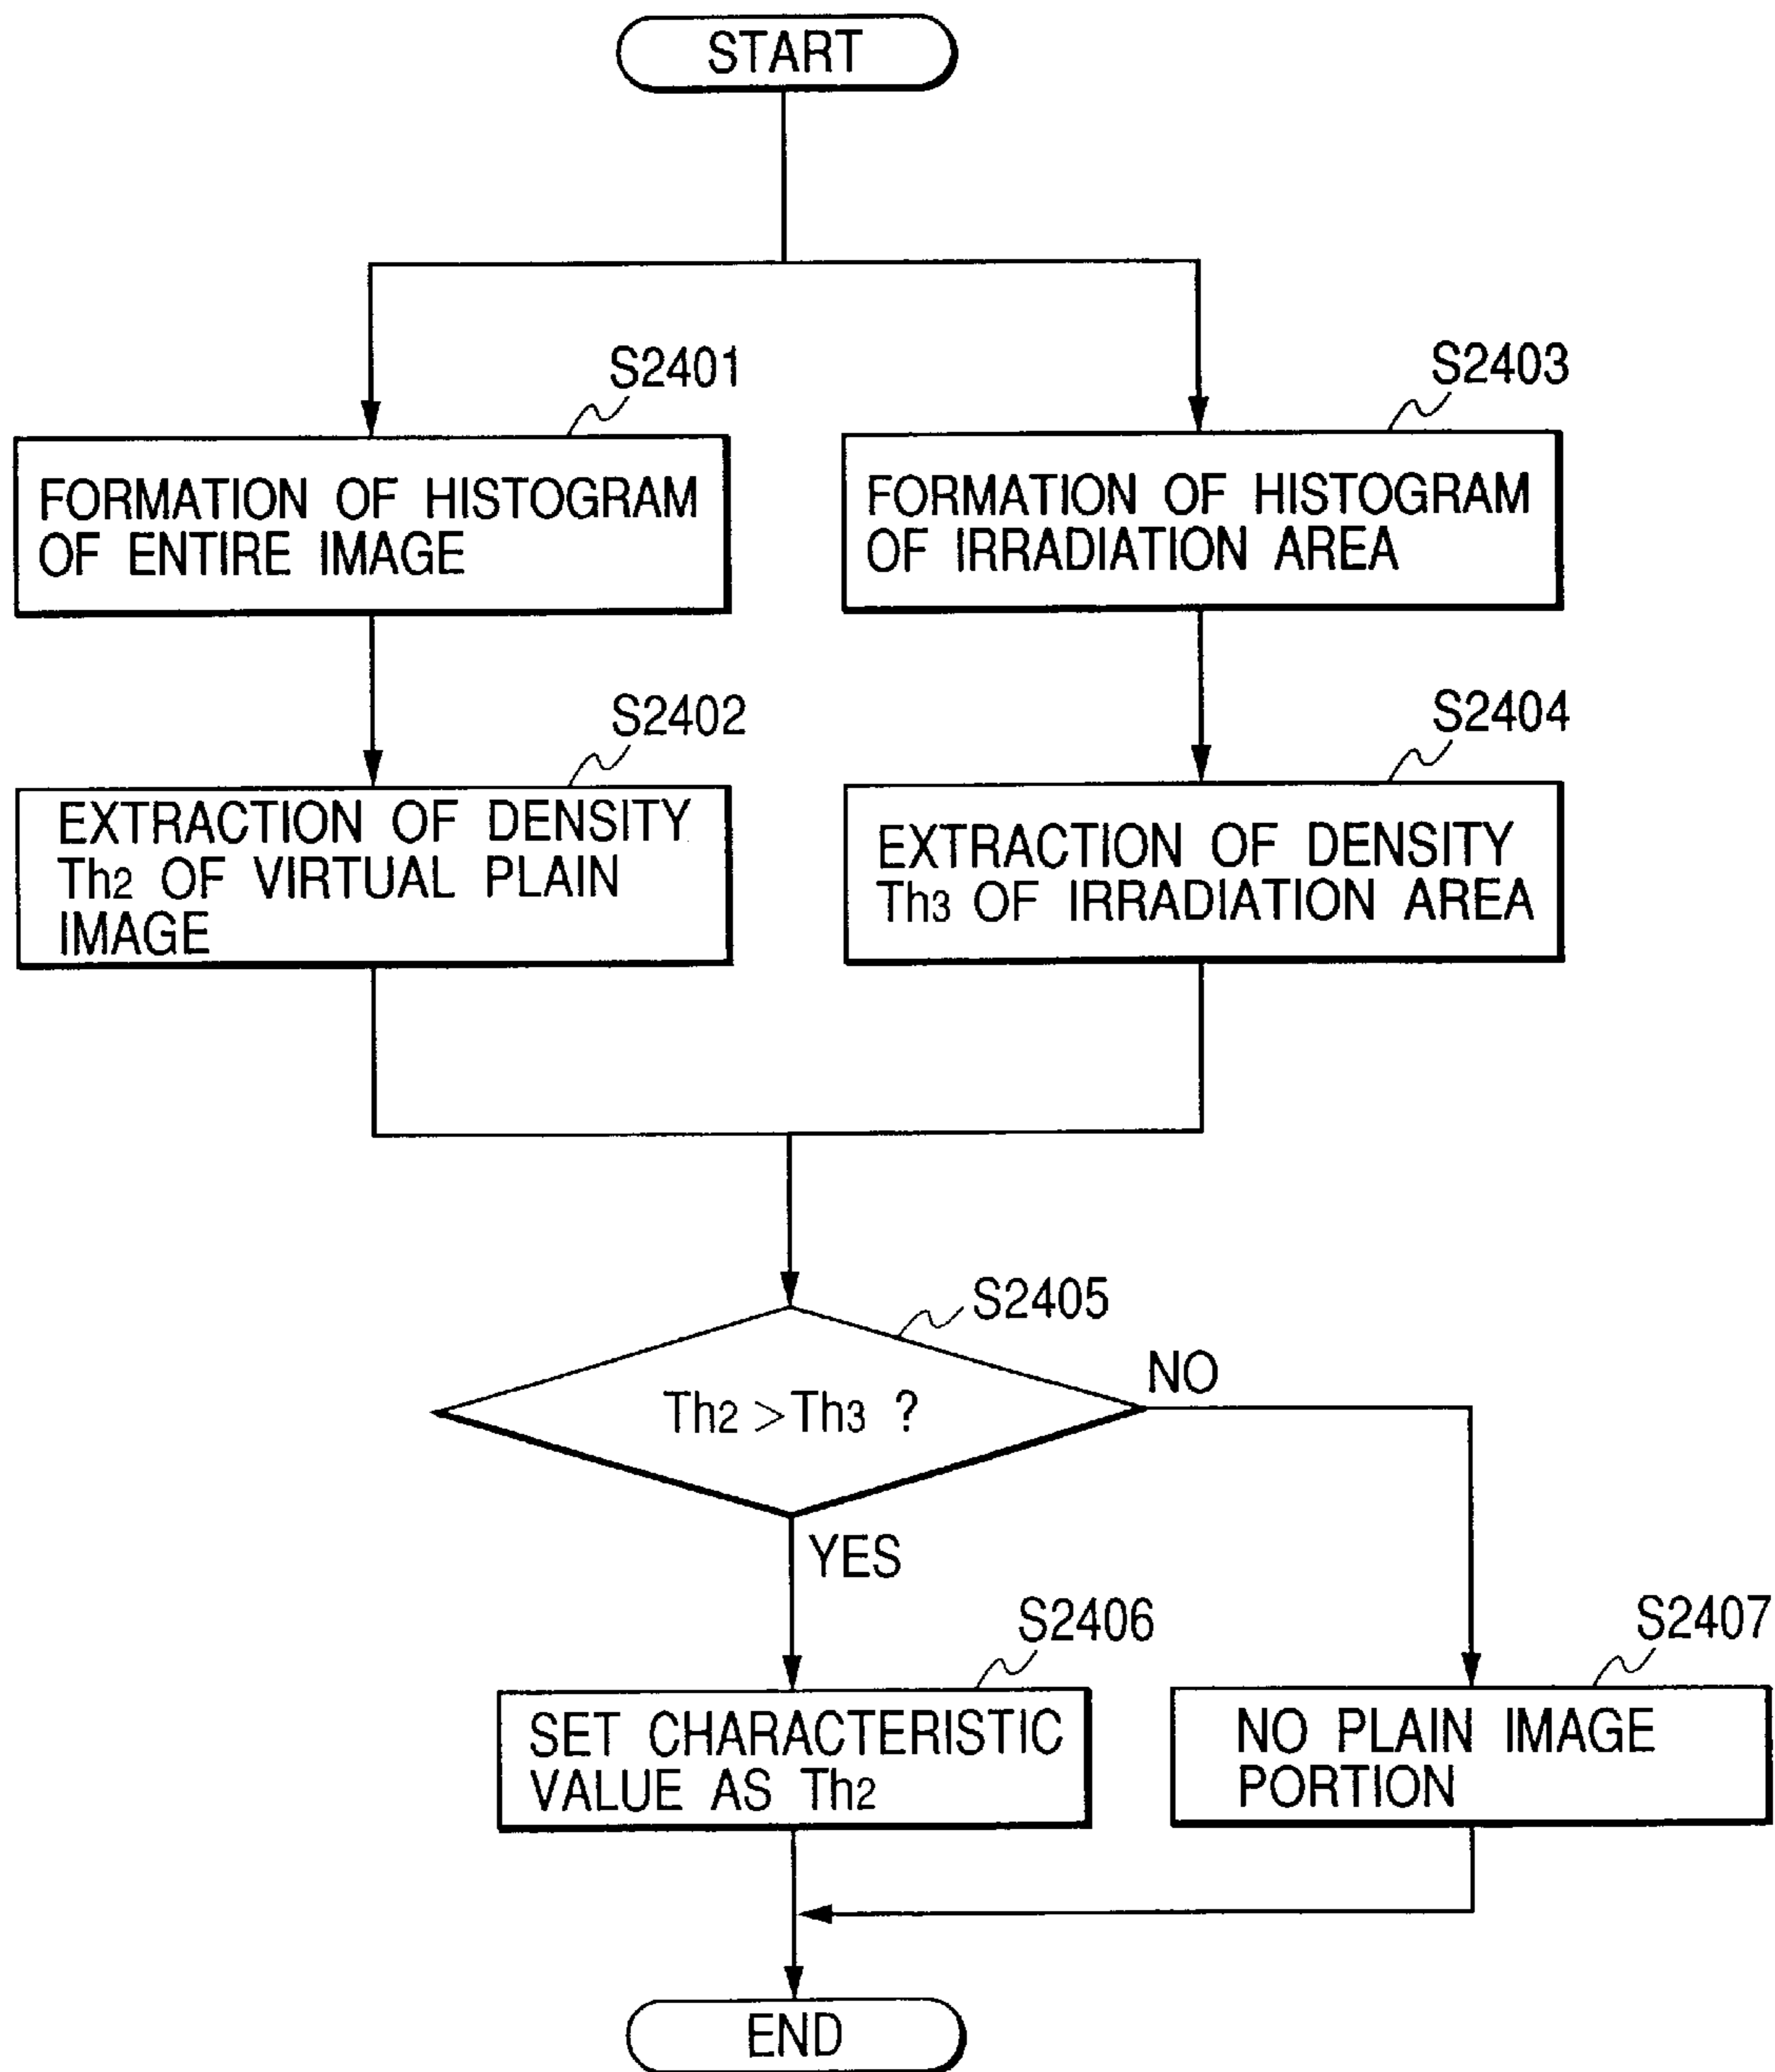 START
S2401
FORMATION OF HISTOGRAM
OF ENTIRE IMAGE
S2403
FORMATION OF HISTOGRAM
OF IRRADIATION AREA
S2402
EXTRACTION OF DENSITY
Th2 OF VIRTUAL PLAIN
IMAGE
S2404
EXTRACTION OF DENSITY
Th3 OF IRRADIATION AREA
S2405
Th2 >Th3 ?
NO
YES
S2406
SET CHARACTERISTIC
VALUE AS Th2
S2407
NO PLAIN IMAGE
PORTION
END